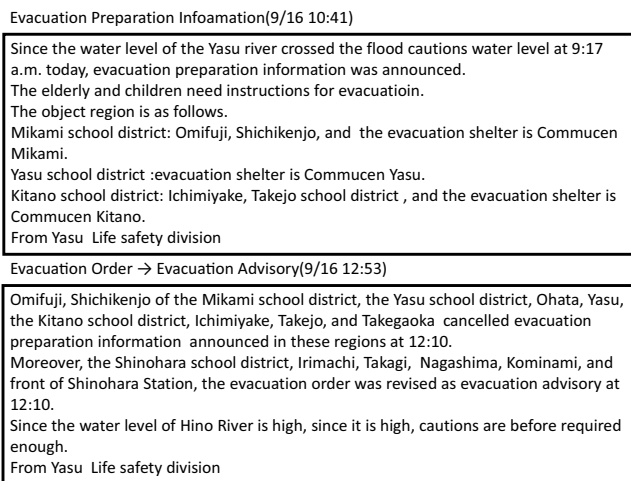 Evacuation Preparation Infoamation(9/16 10:41)
Since the water level of the Yasu river crossed the flood cautions water level at 9:17
a.m. today, evacuation preparation information was announced.
The elderly and children need instructions for evacuatioin.
The object region is as follows.
Mikami school district: Omifuji, Shichikenjo, and the evacuation shelter is Commucen
Mikami.
Yasu school district :evacuation shelter is Commucen Yasu.
Kitano school district: Ichimiyake, Takejo school district , and the evacuation shelter is
Commucen Kitano.
From Yasu Life safety division
Evacuation Order → Evacuation Advisory(9/16 12:53)
Omifuji, Shichikenjo of the Mikami school district, the Yasu school district, Ohata, Yasu,
the Kitano school district, Ichimiyake, Takejo, and Takegaoka cancelled evacuation
preparation information announced in these regions at 12:10.
Moreover, the Shinohara school district, Irimachi, Takagi, Nagashima, Kominami, and
front of Shinohara Station, the evacuation order was revised as evacuation advisory at
12:10.
Since the water level of Hino River is high, since it is high, cautions are before required
enough.
From Yasu Life safety division